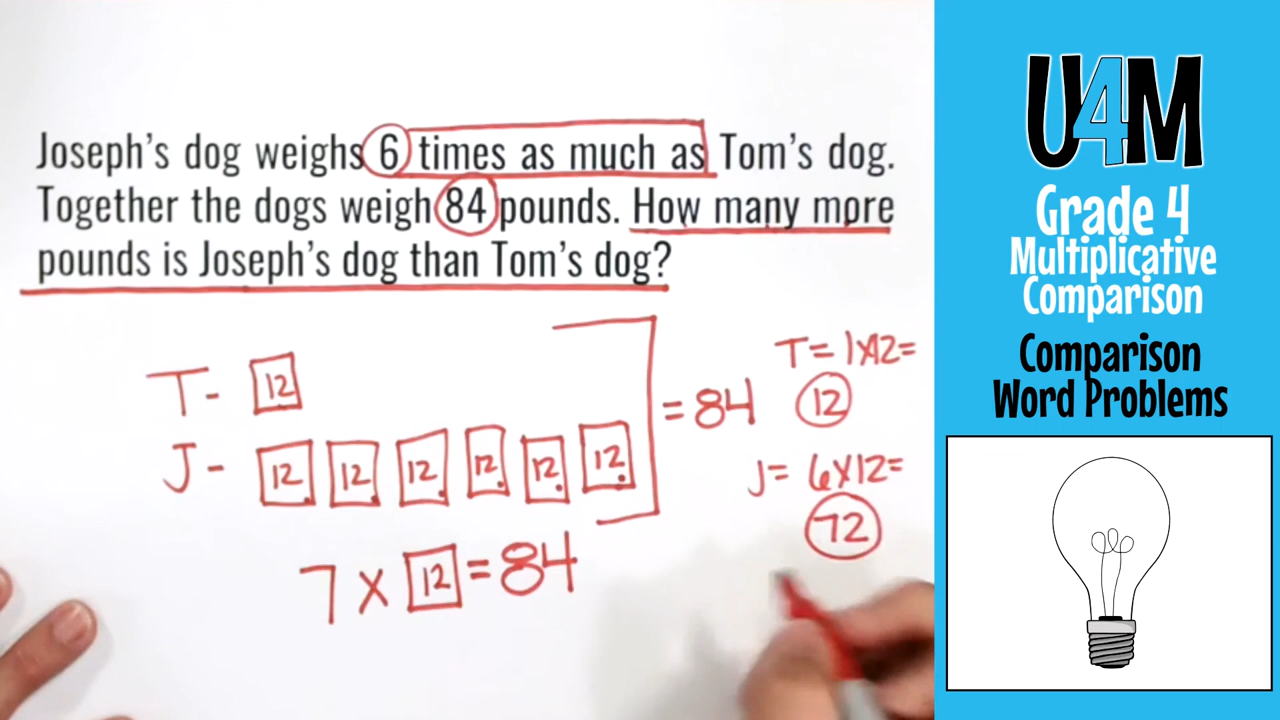 Joseph's dog weighs 6 times as much as Tom's dog.
Together the dogs weigh 84 pounds. How many more
pounds is Joseph's dog than Tom's dog?
T- 12
J- 12 12 12 12 12 12
= 84
7 x 12 = 84
T = 1x12 =
12
J = 6x12 =
72
U4M
Grade 4
Multiplicative
Comparison
Comparison
Word Problems